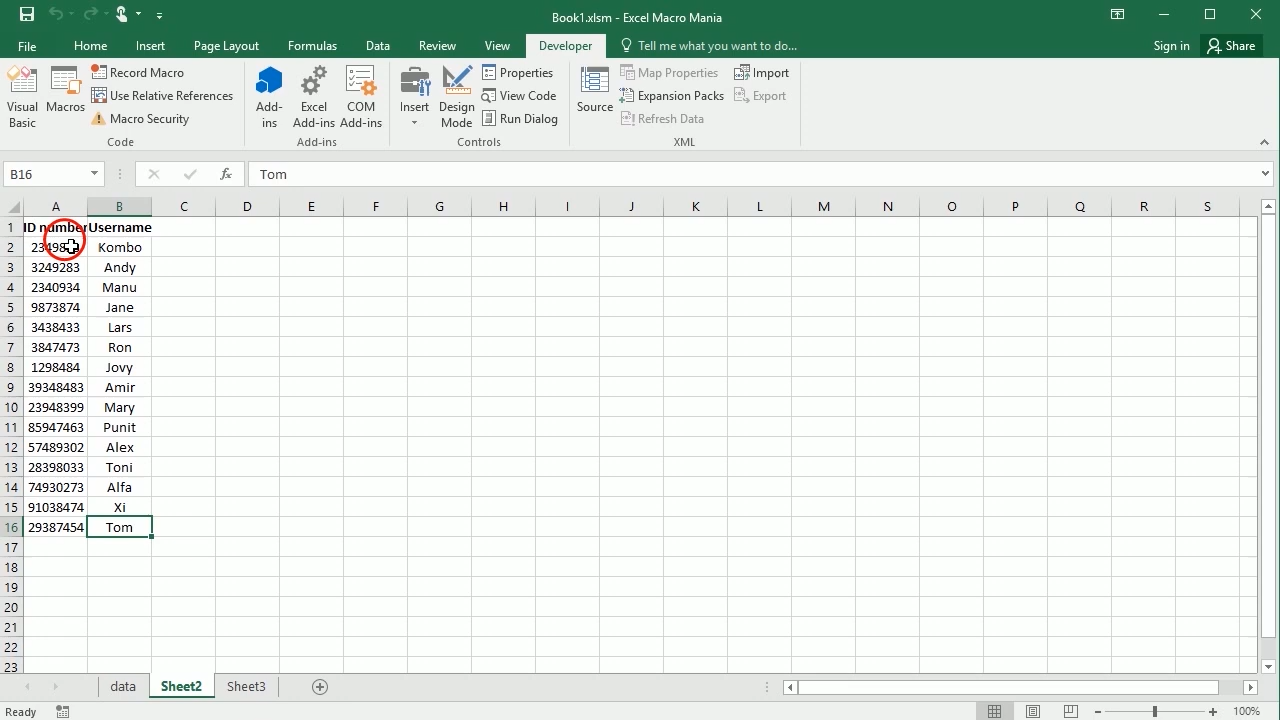 Book1.xlsm - Excel Macro Mania
File Home Insert Page Layout Formulas Data Review View Developer Tell me what you want to do... Sign in Share
Visual Basic
Macros
Record Macro
Use Relative References
Macro Security
Code
Add-ins
Excel Add-ins
COM Add-ins
Add-ins
Insert
Design Mode
Properties
View Code
Run Dialog
Controls
Source
Map Properties
Expansion Packs
Refresh Data
Import
Export
XML
B16 fx Tom
A B C D E F G H I J K L M N O P Q R S
1 ID number Username
2 Kombo
3 3249283 Andy
4 2340934 Manu
5 9873874 Jane
6 3438433 Lars
7 3847473 Ron
8 1298484 Jovy
9 39348483 Amir
10 23948399 Mary
11 85947463 Punit
12 57489302 Alex
13 28398033 Toni
14 74930273 Alfa
15 91038474 Xi
16 29387454 Tom
17
18
19
20
21
22
23
data Sheet2 Sheet3
Ready 100%